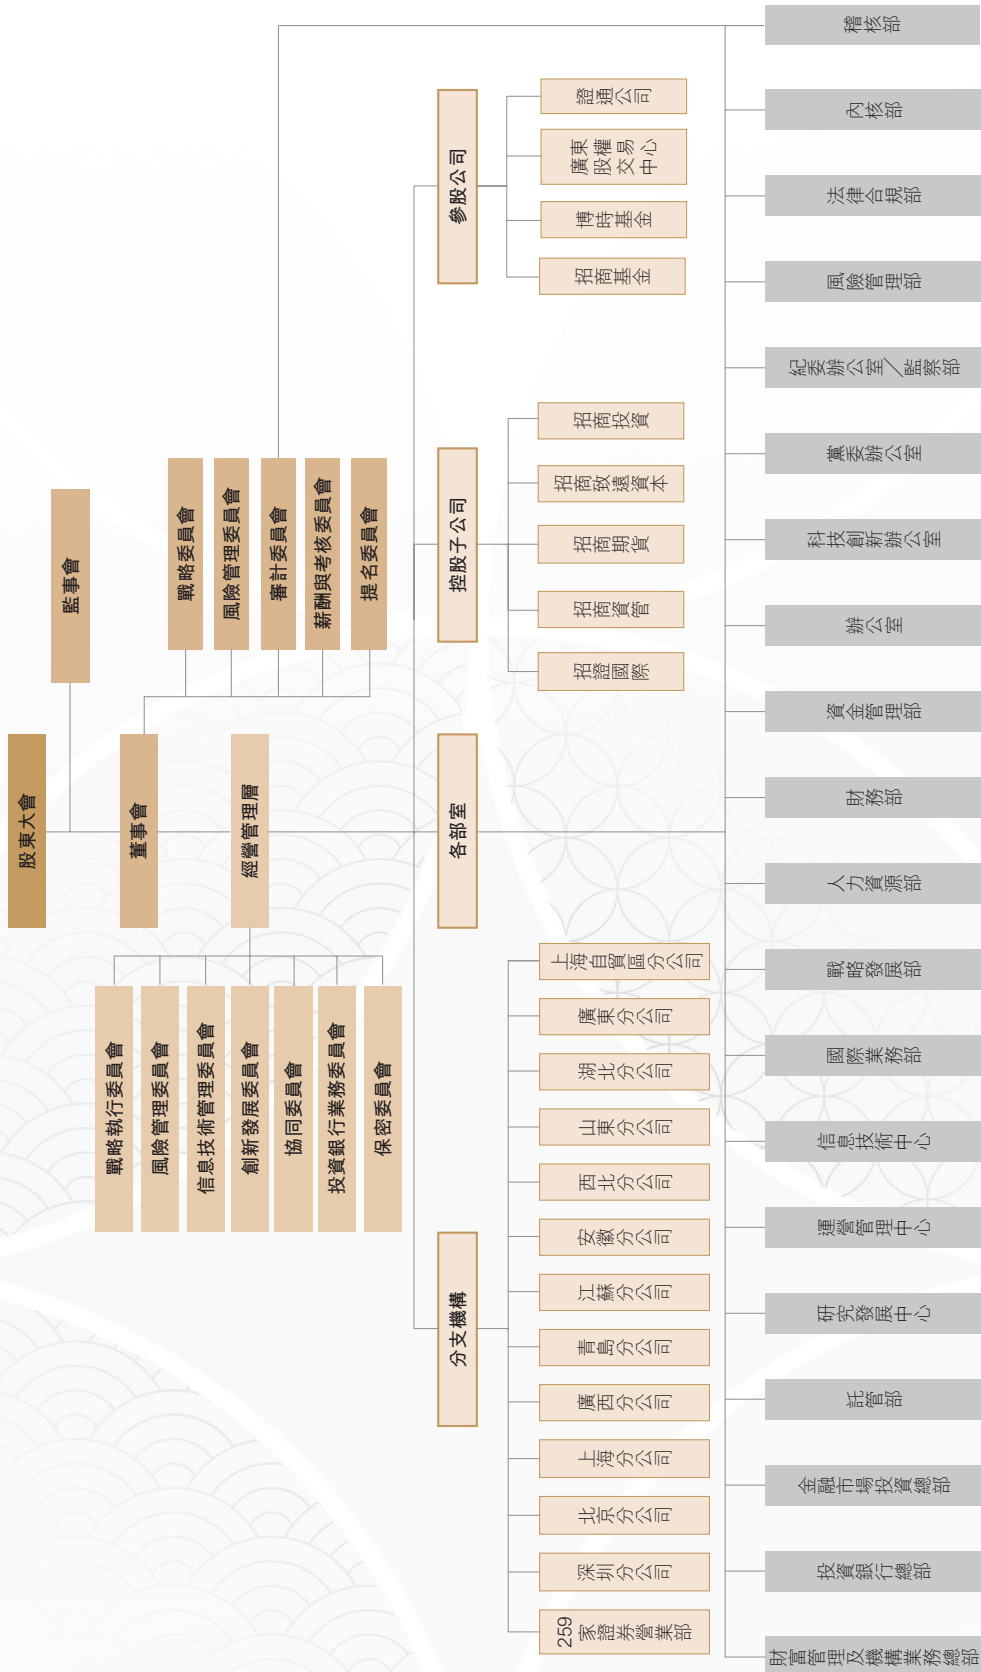 股東大會
監事會
董事會
戰略委員會
風險管理委員會
審計委員會
薪酬與考核委員會
提名委員會
經營管理層
戰略執行委員會
風險管理委員會
信息技術管理委員會
創新發展委員會
協同委員會
投資銀行業務委員會
保密委員會
分支機構
各部室
控股子公司
參股公司
259
家證券營業部
深圳分公司
北京分公司
上海分公司
廣西分公司
青島分公司
江蘇分公司
安徽分公司
西北分公司
山東分公司
湖北分公司
廣東分公司
上海自貿區分公司
招證國際
招商資管
招商期貨
招商致遠資本
招商投資
招商基金
博時基金
廣東
股權
交易
中心
證通公司
財富管理及機構業務總部
投資銀行總部
金融市場投資總部
託管部
研究發展中心
運營管理中心
信息技術中心
國際業務部
戰略發展部
人力資源部
財務部
資金管理部
辦公室
科技創新辦公室
黨委辦公室
紀委辦公室／監察部
風險管理部
法律合規部
內核部
稽核部